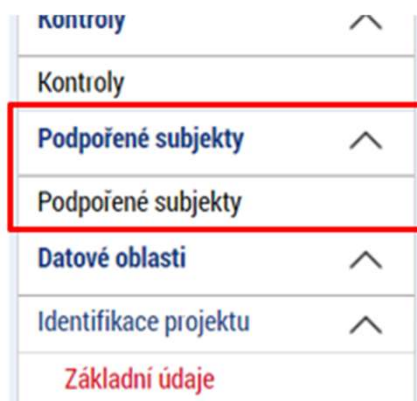 Kontroly
Kontroly
Podpořené subjekty
Podpořené subjekty
Datové oblasti
Identifikace projektu
Základní údaje